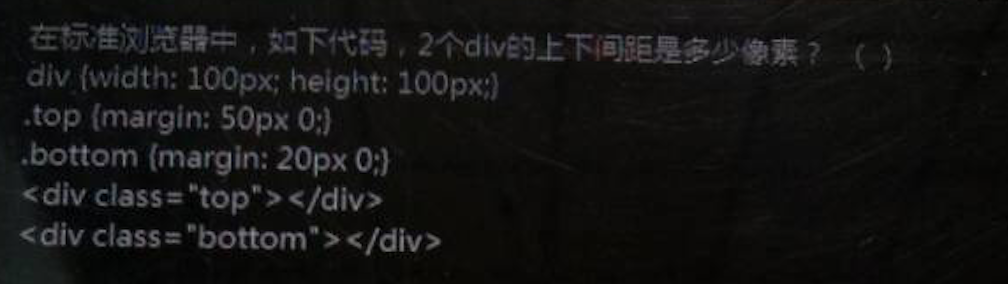 在标准浏览器中，如下代码，2个div的上下间距是多少像素？（ ）
div {width: 100px; height: 100px;}
.top {margin: 50px 0;}
.bottom {margin: 20px 0;}
<div class="top"></div>
<div class="bottom"></div>